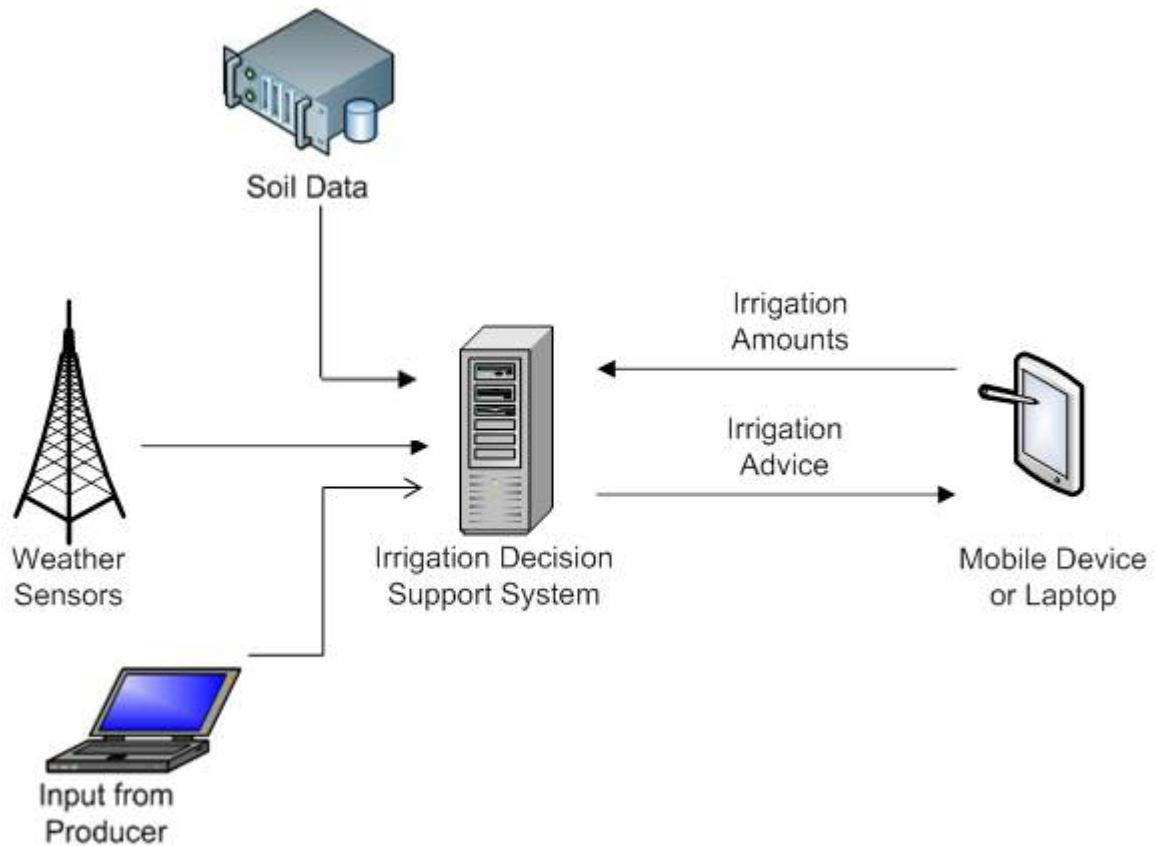 Soil Data
Irrigation
Amounts
Irrigation
Advice
Weather
Sensors
Irrigation Decision
Support System
Mobile Device
or Laptop
Input from
Producer